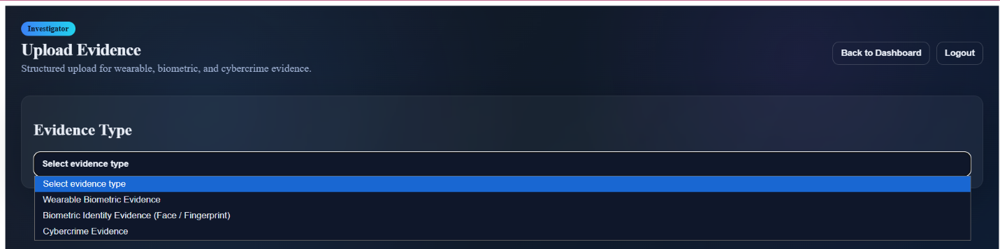 Investigator
Upload Evidence
Structured upload for wearable, biometric, and cybercrime evidence.
Back to Dashboard
Logout
Evidence Type
Select evidence type
Select evidence type
Wearable Biometric Evidence
Biometric Identity Evidence (Face / Fingerprint)
Cybercrime Evidence